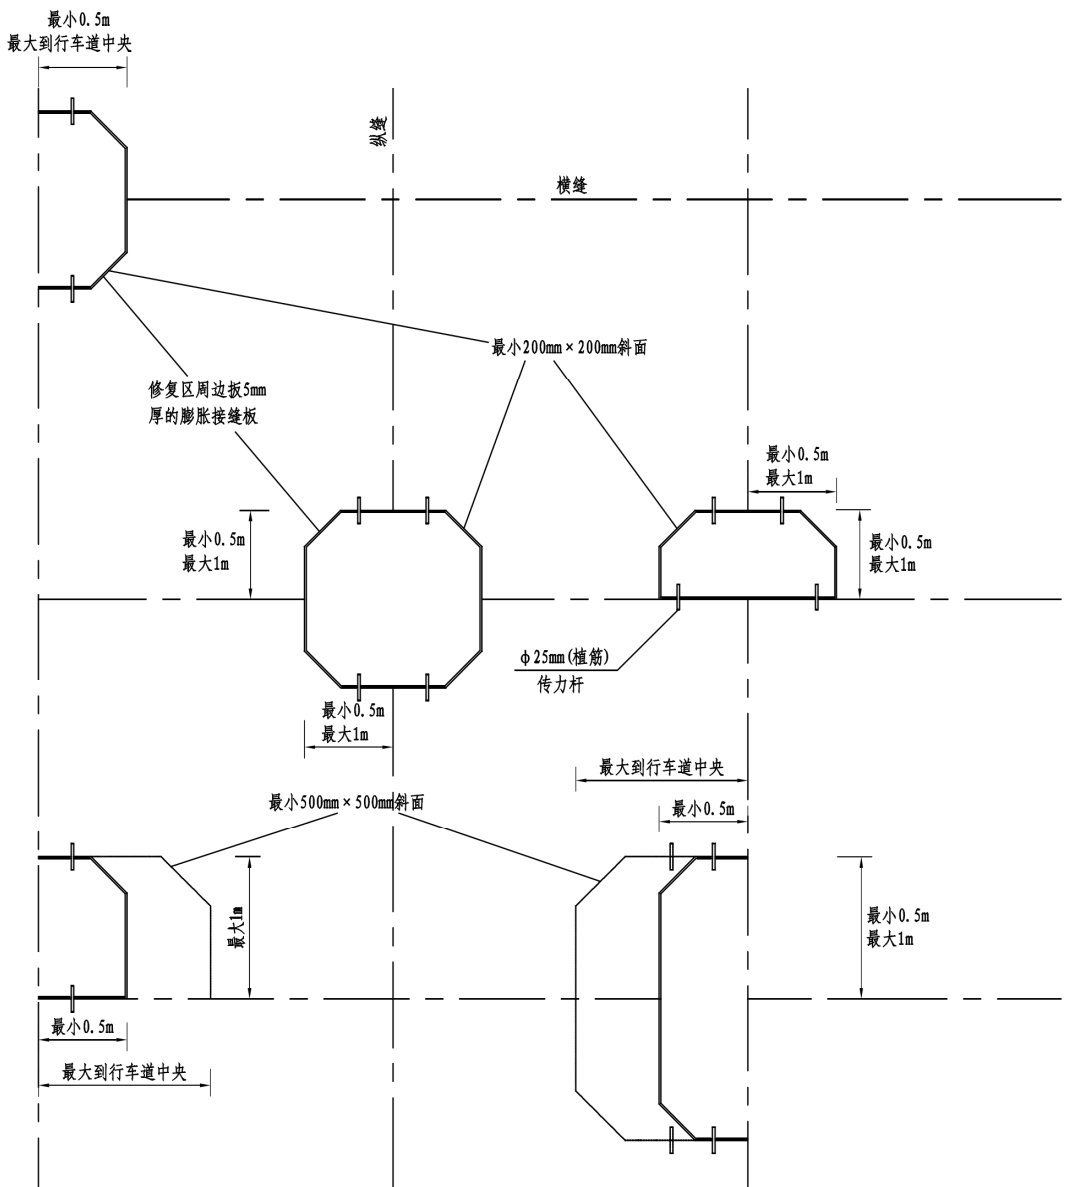 最小0.5m
最大到行车道中央
纵缝
横缝
最小200mm×200mm斜面
修复区周边扳5mm
厚的膨胀接缝板
最小0.5m
最大1m
最小0.5m
最大1m
最小0.5m
最大1m
ф25mm(植筋)
传力杆
最小0.5m
最大1m
最大到行车道中央
最小500mm×500mm斜面
最小0.5m
最大1m
最小0.5m
最大1m
最小0.5m
最大到行车道中央